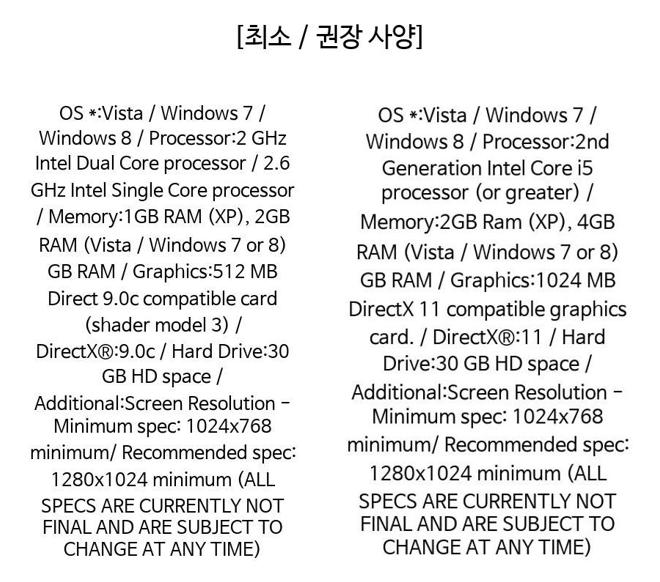 [최소 / 권장 사양]
OS *:Vista / Windows 7 /
Windows 8 / Processor:2 GHz
Intel Dual Core processor / 2.6
GHz Intel Single Core processor
/ Memory:1GB RAM (XP), 2GB
RAM (Vista / Windows 7 or 8)
GB RAM / Graphics:512 MB
Direct 9.0c compatible card
(shader model 3) /
DirectX®:9.0c / Hard Drive:30
GB HD space /
Additional:Screen Resolution -
Minimum spec: 1024x768
minimum/ Recommended spec:
1280x1024 minimum (ALL
SPECS ARE CURRENTLY NOT
FINAL AND ARE SUBJECT TO
CHANGE AT ANY TIME)
OS *:Vista / Windows 7 /
Windows 8 / Processor:2nd
Generation Intel Core i5
processor (or greater) /
Memory:2GB Ram (XP), 4GB
RAM (Vista / Windows 7 or 8)
GB RAM / Graphics:1024 MB
DirectX 11 compatible graphics
card. / DirectX®:11 / Hard
Drive:30 GB HD space /
Additional:Screen Resolution -
Minimum spec: 1024x768
minimum/ Recommended spec:
1280x1024 minimum (ALL
SPECS ARE CURRENTLY NOT
FINAL AND ARE SUBJECT TO
CHANGE AT ANY TIME)